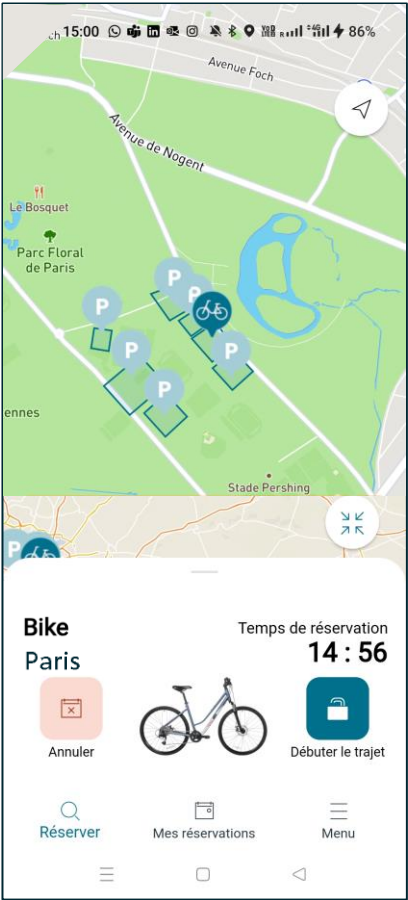 15:00 86%
Avenue Foch
Avenue de Nogent
Le Bosquet
Parc Floral
de Paris
P
P
P
P
P
P
ennes
Stade Pershing
P
Bike
Paris
Temps de réservation
14 : 56
Annuler
Débuter le trajet
Réserver
Mes réservations
Menu